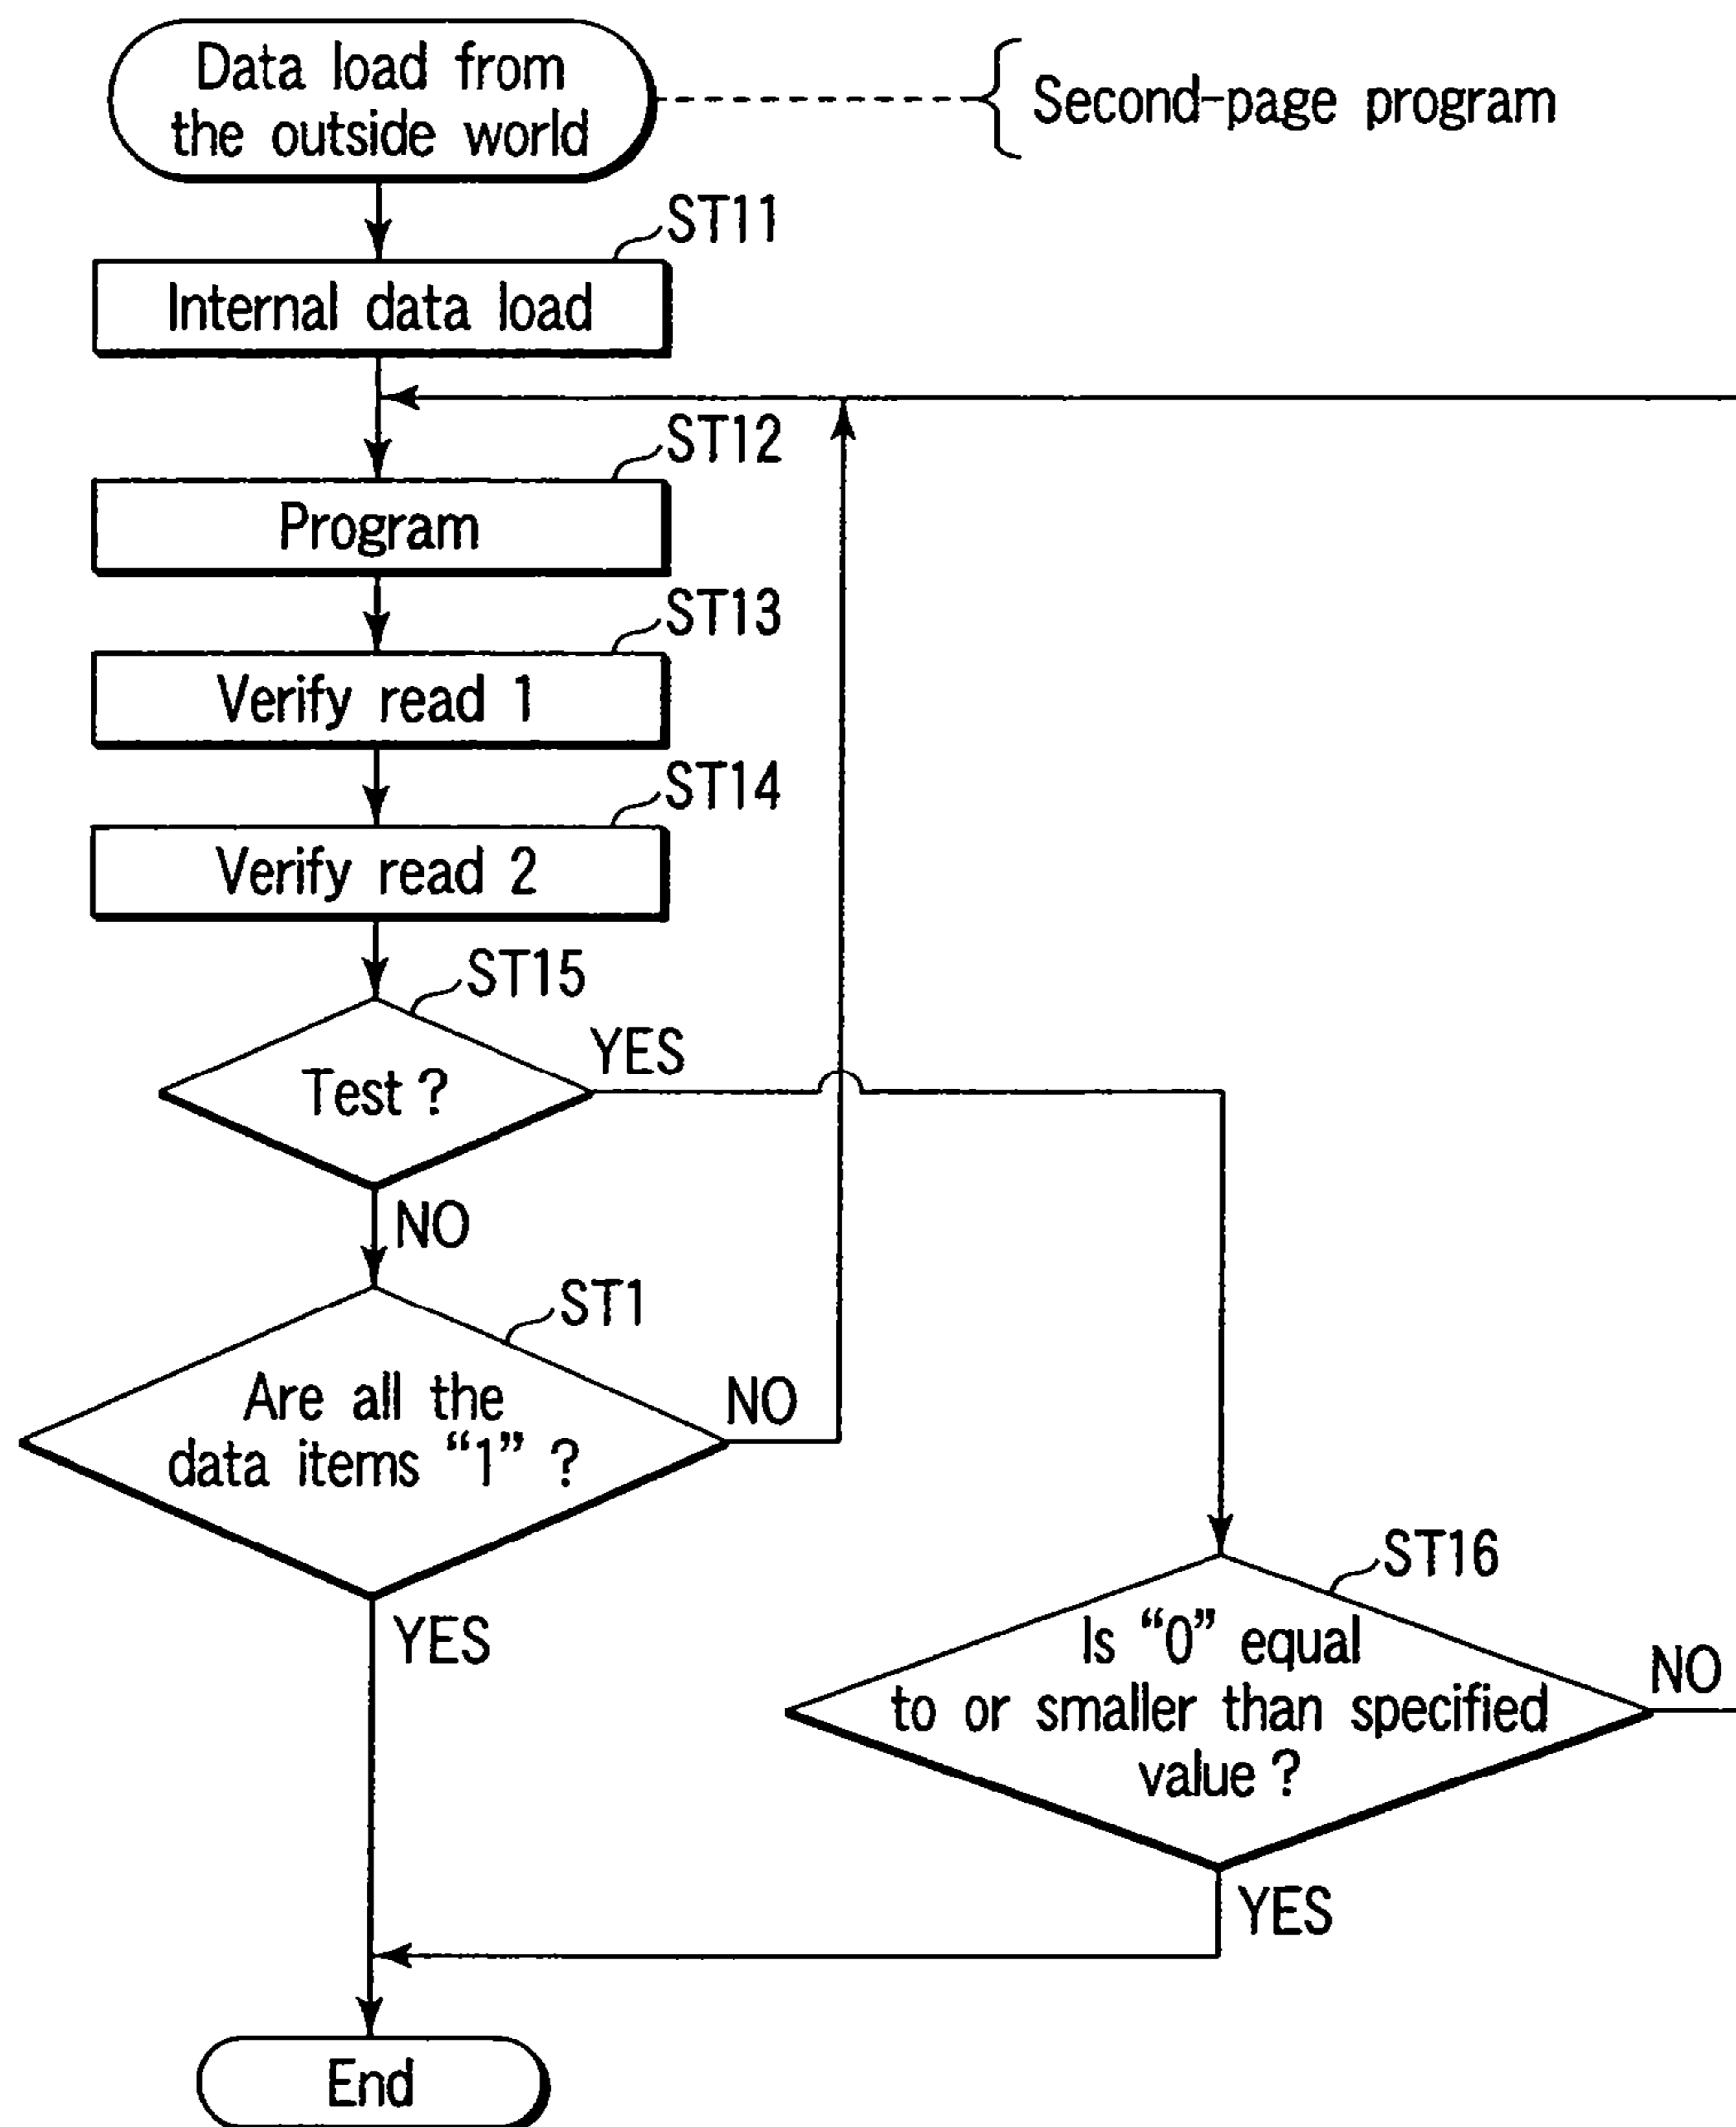 Data load from
the outside world
Second-page program
ST11
Internal data load
ST12
Program
ST13
Verify read 1
ST14
Verify read 2
ST15
Test ?
YES
NO
ST1
Are all the
data items “1” ?
NO
YES
ST16
Is “0” equal
to or smaller than specified
value ?
NO
YES
End